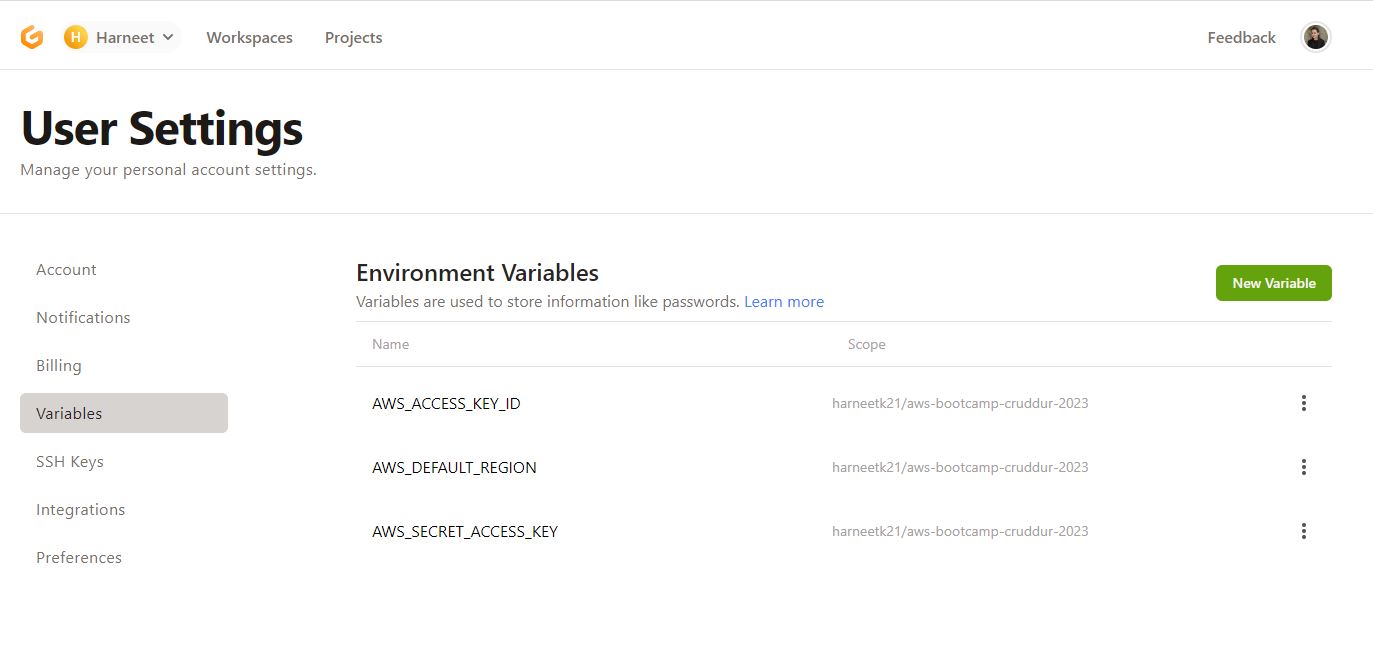 H Harneet Workspaces Projects Feedback
User Settings
Manage your personal account settings.
Account
Notifications
Billing
Variables
SSH Keys
Integrations
Preferences
Environment Variables
Variables are used to store information like passwords. Learn more
New Variable
Name Scope
AWS_ACCESS_KEY_ID harneetk21/aws-bootcamp-cruddur-2023
AWS_DEFAULT_REGION harneetk21/aws-bootcamp-cruddur-2023
AWS_SECRET_ACCESS_KEY harneetk21/aws-bootcamp-cruddur-2023